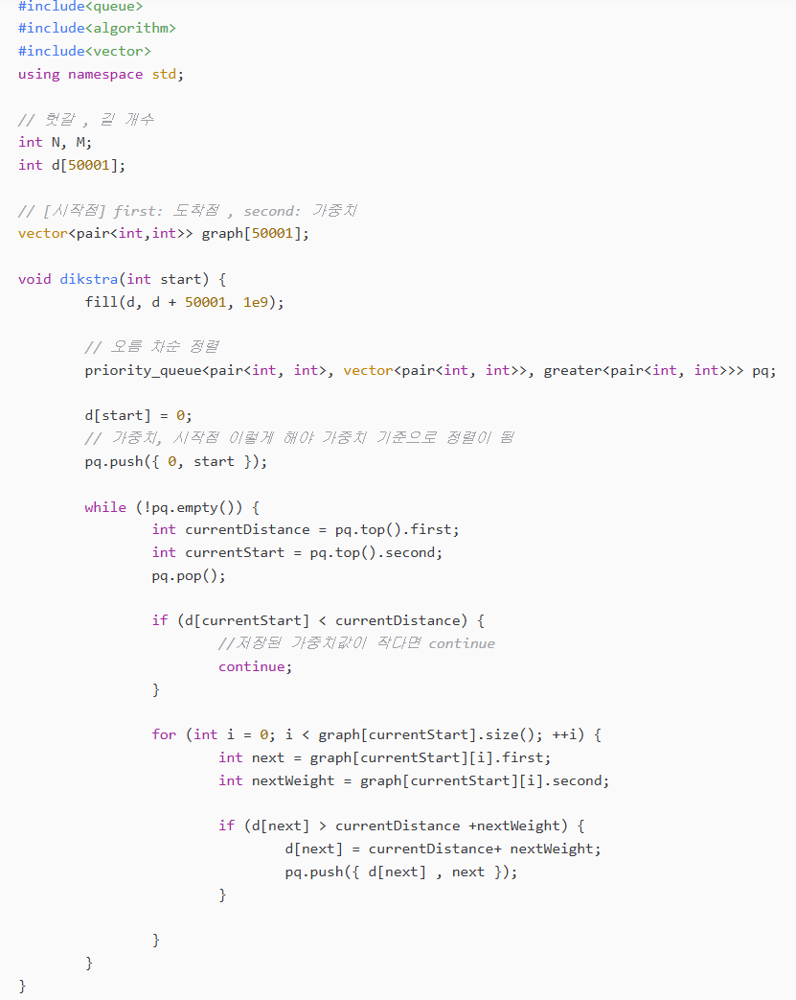 #include<queue>
#include<algorithm>
#include<vector>
using namespace std;
// 헛갈 , 길 개수
int N, M;
int d[50001];
// [시작점] first: 도착점 , second: 가중치
vector<pair<int,int>> graph[50001];
void dikstra(int start) {
fill(d, d + 50001, 1e9);
// 오름 차순 정렬
priority_queue<pair<int, int>, vector<pair<int, int>>, greater<pair<int, int>>> pq;
d[start] = 0;
// 가중치, 시작점 이렇게 해야 가중치 기준으로 정렬이 됨
pq.push({ 0, start });
while (!pq.empty()) {
int currentDistance = pq.top().first;
int currentStart = pq.top().second;
pq.pop();
if (d[currentStart] < currentDistance) {
//저장된 가중치값이 작다면 continue
continue;
}
for (int i = 0; i < graph[currentStart].size(); ++i) {
int next = graph[currentStart][i].first;
int nextWeight = graph[currentStart][i].second;
if (d[next] > currentDistance +nextWeight) {
d[next] = currentDistance+ nextWeight;
pq.push({ d[next] , next });
}
}
}
}